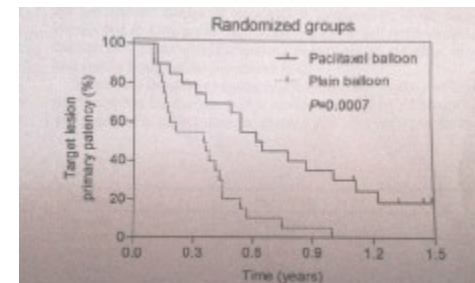 Randomized groups
Paclitaxel balloon
Plain balloon
P=0.0007
Target lesion
primary patency (%)
100
80
60
40
20
0
0.0 0.3 0.6 0.9 1.2 1.5
Time (years)